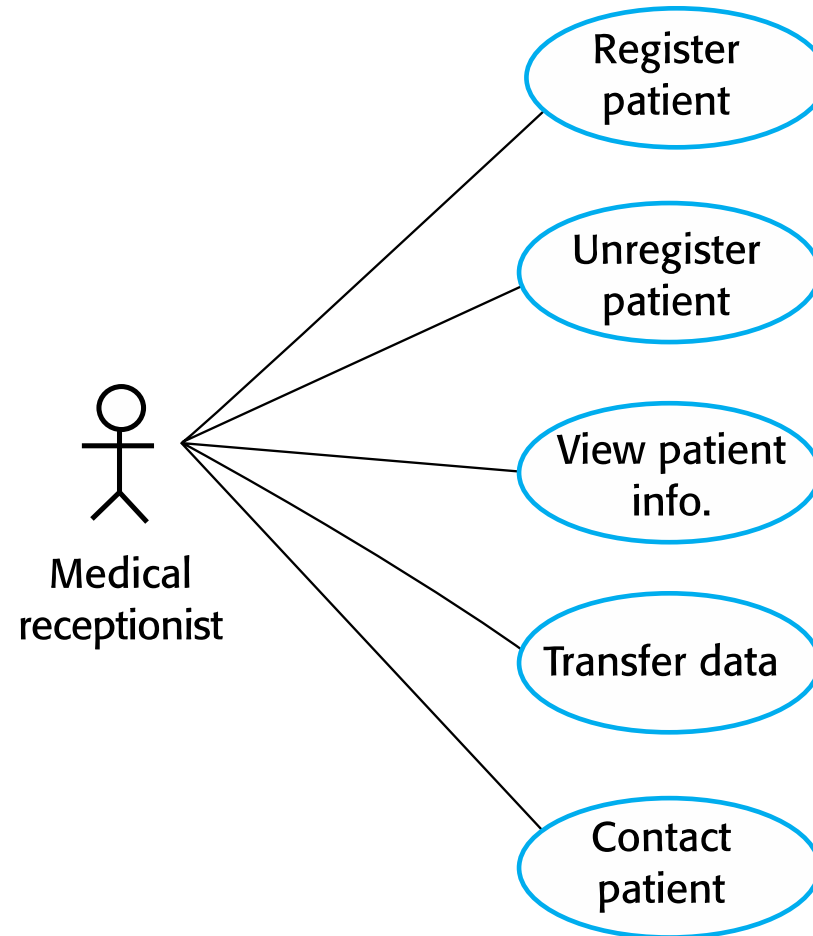 Register
patient
Unregister
patient
View patient
info.
Medical
receptionist
Transfer data
Contact
patient